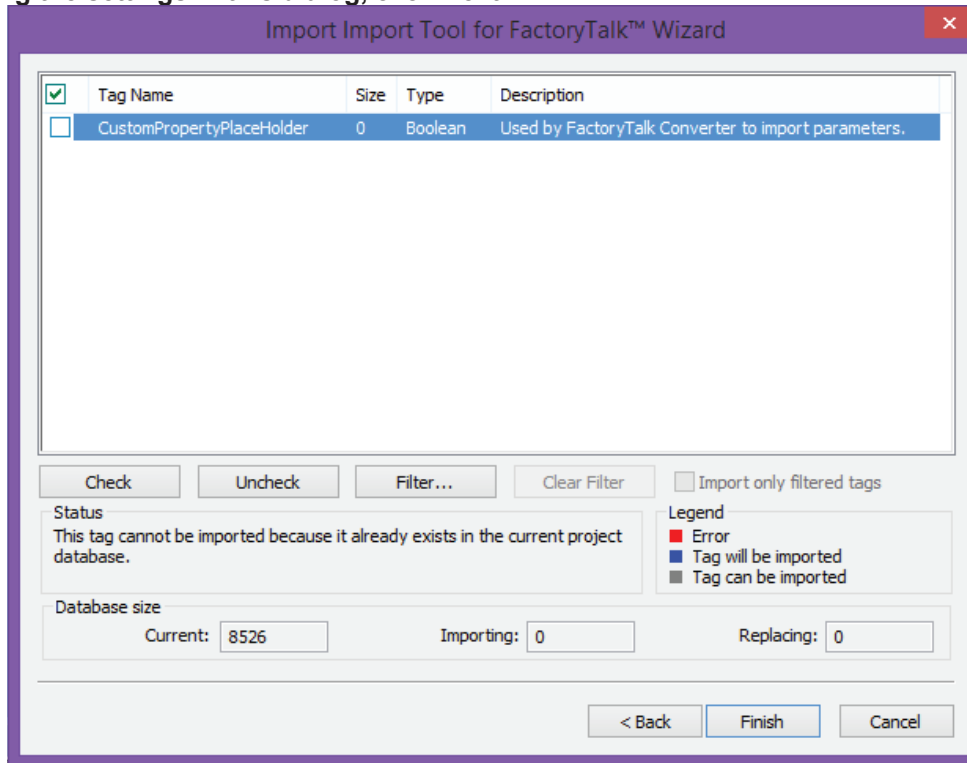 Import Import Tool for FactoryTalk™ Wizard
Tag Name Size Type Description
CustomPropertyPlaceHolder 0 Boolean Used by FactoryTalk Converter to import parameters.
Check Uncheck Filter... Clear Filter Import only filtered tags
Status
This tag cannot be imported because it already exists in the current project
database.
Legend
Error
Tag will be imported
Tag can be imported
Database size
Current: 8526 Importing: 0 Replacing: 0
< Back Finish Cancel